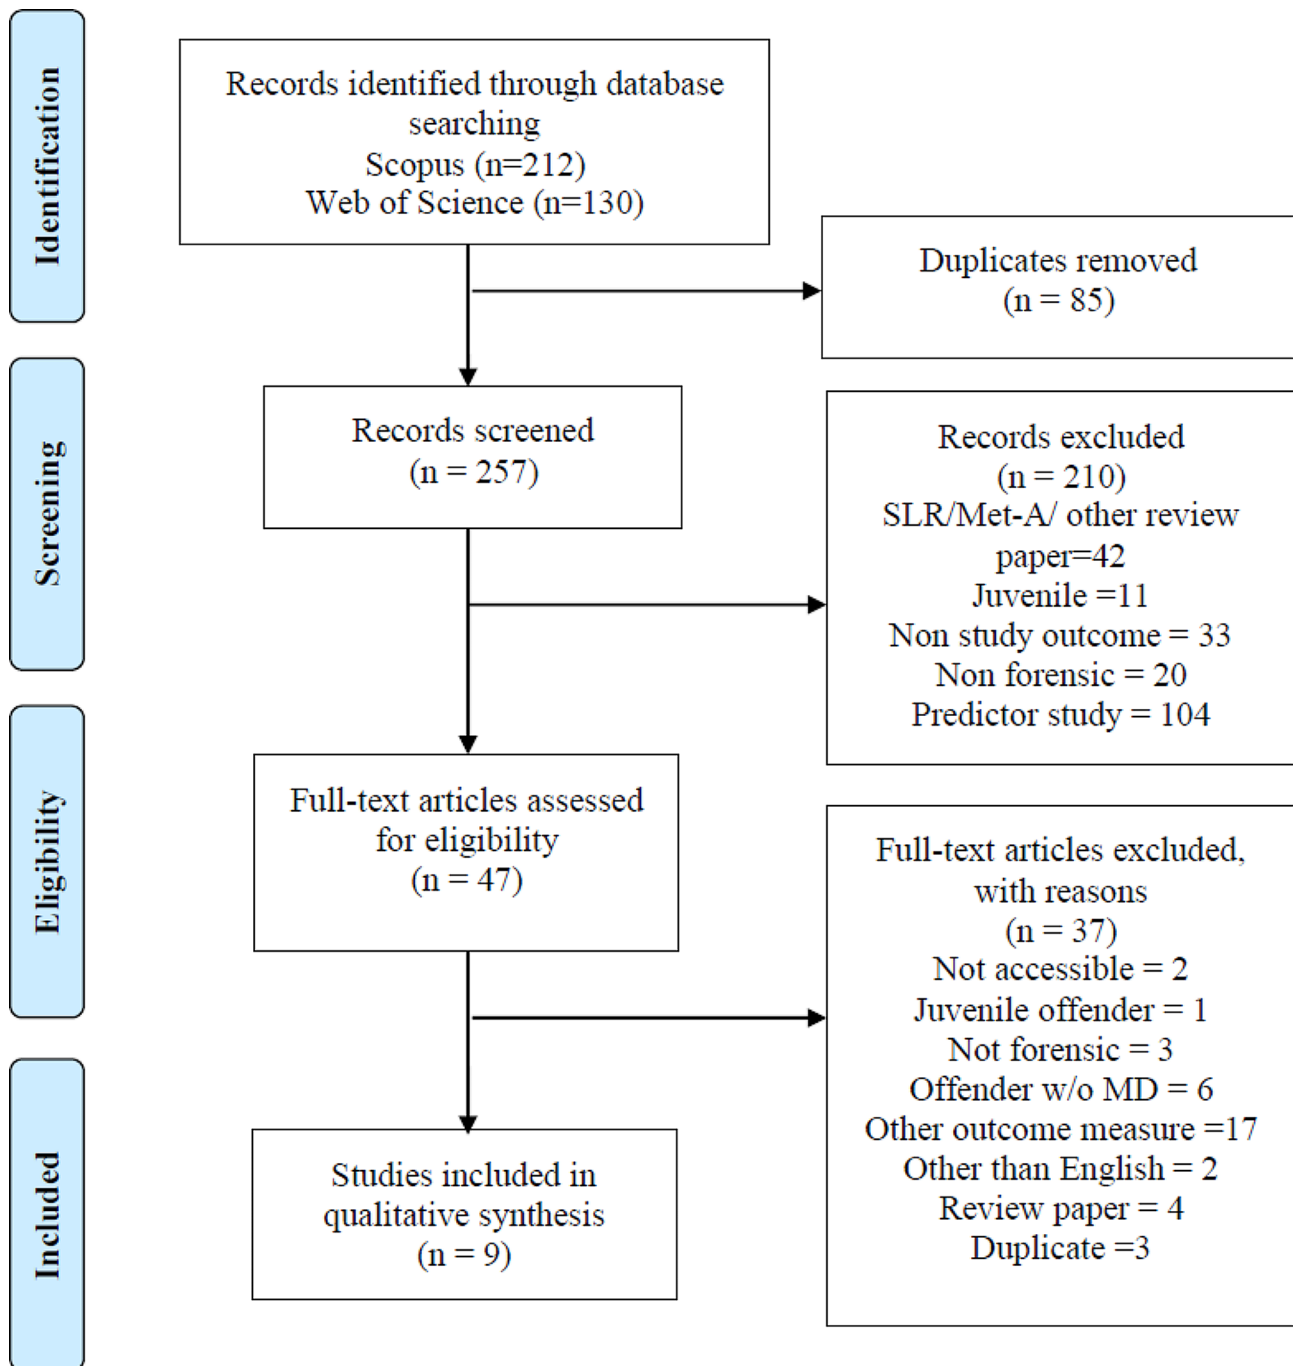 Identification
Records identified through database
searching
Scopus (n=212)
Web of Science (n=130)
Duplicates removed
(n = 85)
Screening
Records screened
(n = 257)
Records excluded
(n = 210)
SLR/Met-A/ other review
paper=42
Juvenile =11
Non study outcome = 33
Non forensic = 20
Predictor study = 104
Eligibility
Full-text articles assessed
for eligibility
(n = 47)
Full-text articles excluded,
with reasons
(n = 37)
Not accessible = 2
Juvenile offender = 1
Not forensic = 3
Offender w/o MD = 6
Other outcome measure =17
Other than English = 2
Review paper = 4
Duplicate =3
Included
Studies included in
qualitative synthesis
(n = 9)